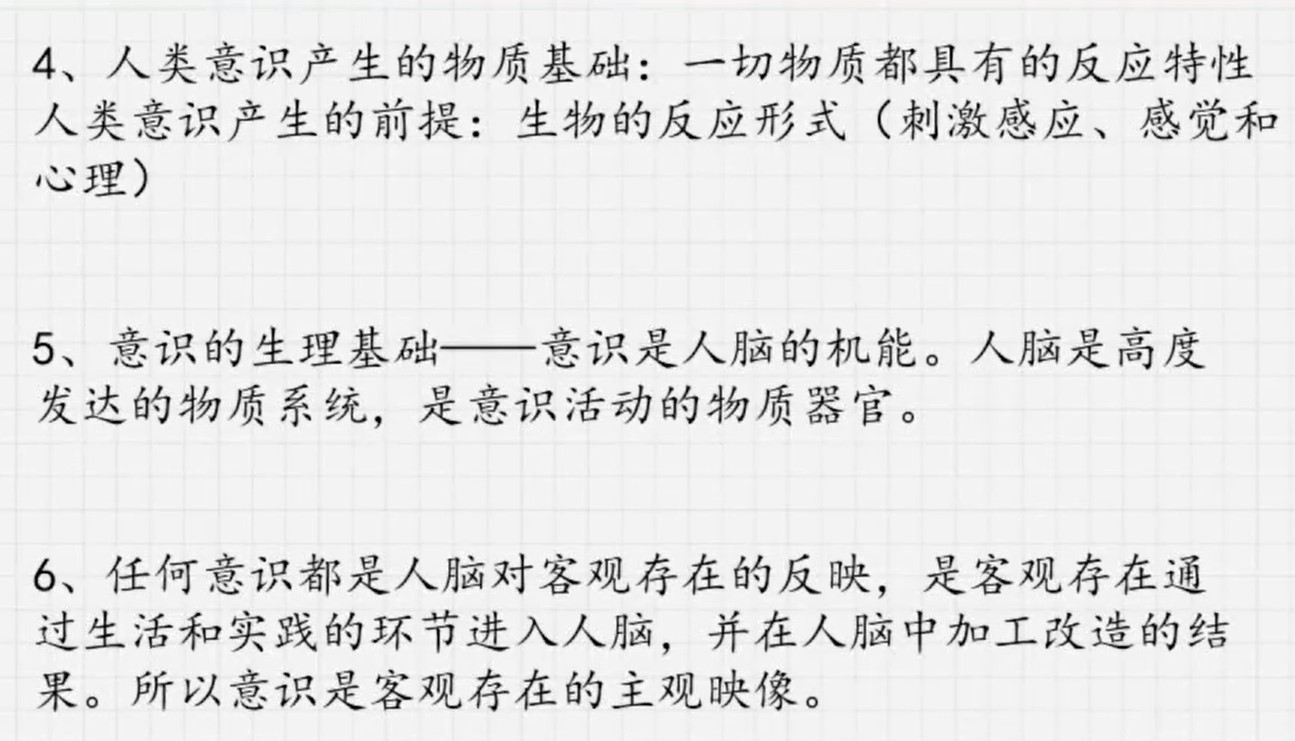 4、人类意识产生的物质基础：一切物质都具有的反应特性
人类意识产生的前提：生物的反应形式（刺激感应、感觉和
心理）
5、意识的生理基础——意识是人脑的机能。人脑是高度
发达的物质系统，是意识活动的物质器官。
6、任何意识都是人脑对客观存在的反映，是客观存在通
过生活和实践的环节进入人脑，并在人脑中加工改造的结
果。所以意识是客观存在的主观映像。